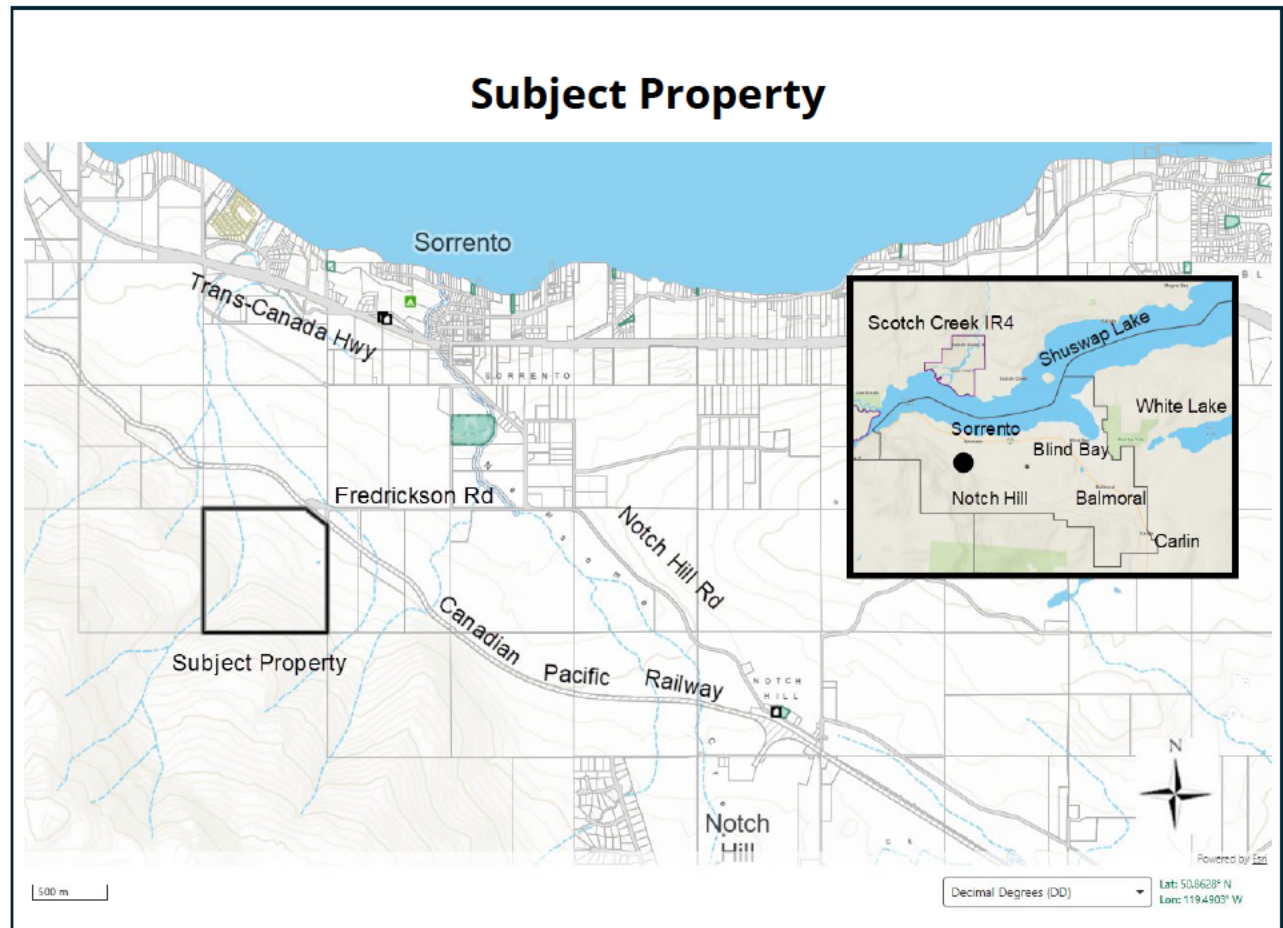 Subject Property
Sorrento
Trans-Canada Hwy
SORRENTO
Fredrickson Rd
Notch Hill Rd
Subject Property
Canadian Pacific Railway
NOTCH
HILL
Notch
Hill
B L
Scotch Creek IR4
Shuswap Lake
White Lake
Sorrento
Sorrento
Blind Bay
Notch Hill
Balmoral
Balmoral
Carlin
N
Powered by Esri
500 m
Decimal Degrees (DD)
Lat: 50.8628° N
Lon: 119.4903° W